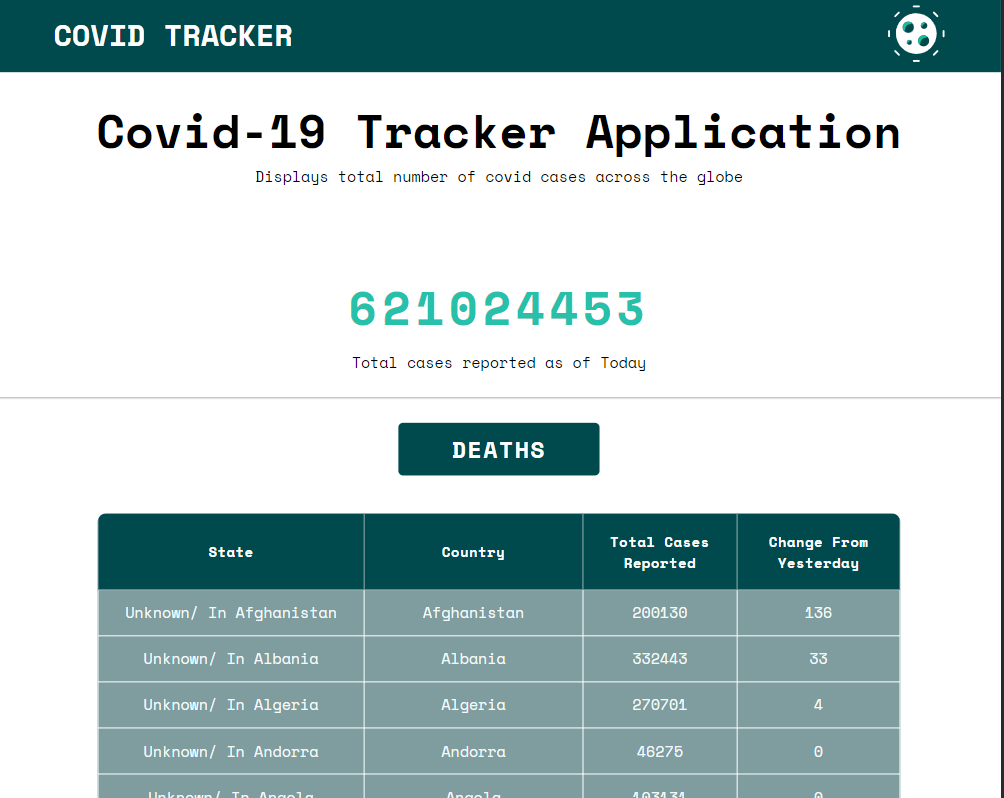 COVID TRACKER
Covid-19 Tracker Application
Displays total number of covid cases across the globe
621024453
Total cases reported as of Today
DEATHS
State Country Total Cases Reported Change From Yesterday
Unknown/ In Afghanistan Afghanistan 200130 136
Unknown/ In Albania Albania 332443 33
Unknown/ In Algeria Algeria 270701 4
Unknown/ In Andorra Andorra 46275 0
Unknown/ In Angola Angola 103131 0